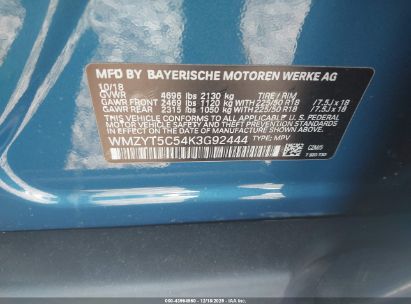 MFD BY BAYERISCHE MOTOREN WERKE AG
10/18 TIRE / RIM
GVWR 4696 LBS 2130 KG
GAWR FRONT 2469 LBS 1120 KG WITH 225/50 R18 / 7.5J x 18
GAWR REAR 2315 LBS 1050 KG WITH 225/50 R18 / 7.5J x 18
THIS VEHICLE CONFORMS TO ALL APPLICABLE U.S. FEDERAL
MOTOR VEHICLE SAFETY STANDARDS IN EFFECT
ON THE DATE OF MANUFACTURE SHOWN ABOVE.
WMZYT5C54K3G92444 TYPE: MPV